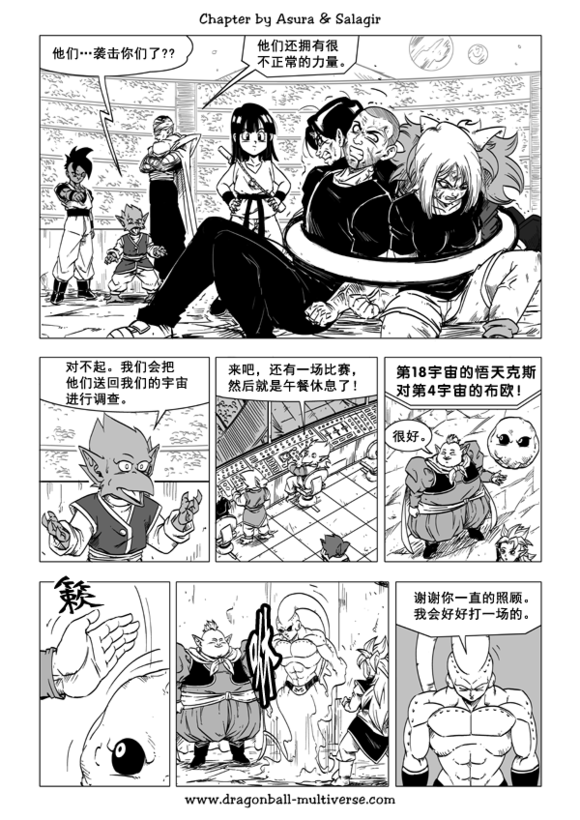 Chapter by Asura & Salagir
他们…袭击你们了??
他们还拥有很
不正常的力量。
对不起。我们会把
他们送回我们的宇宙
进行调查。
来吧，还有一场比赛，
然后就是午餐休息了！
第18宇宙的悟天克斯
对第4宇宙的布欧！
很好。
谢谢你一直的照顾。
我会好好打一场的。
www.dragonball-multiverse.com